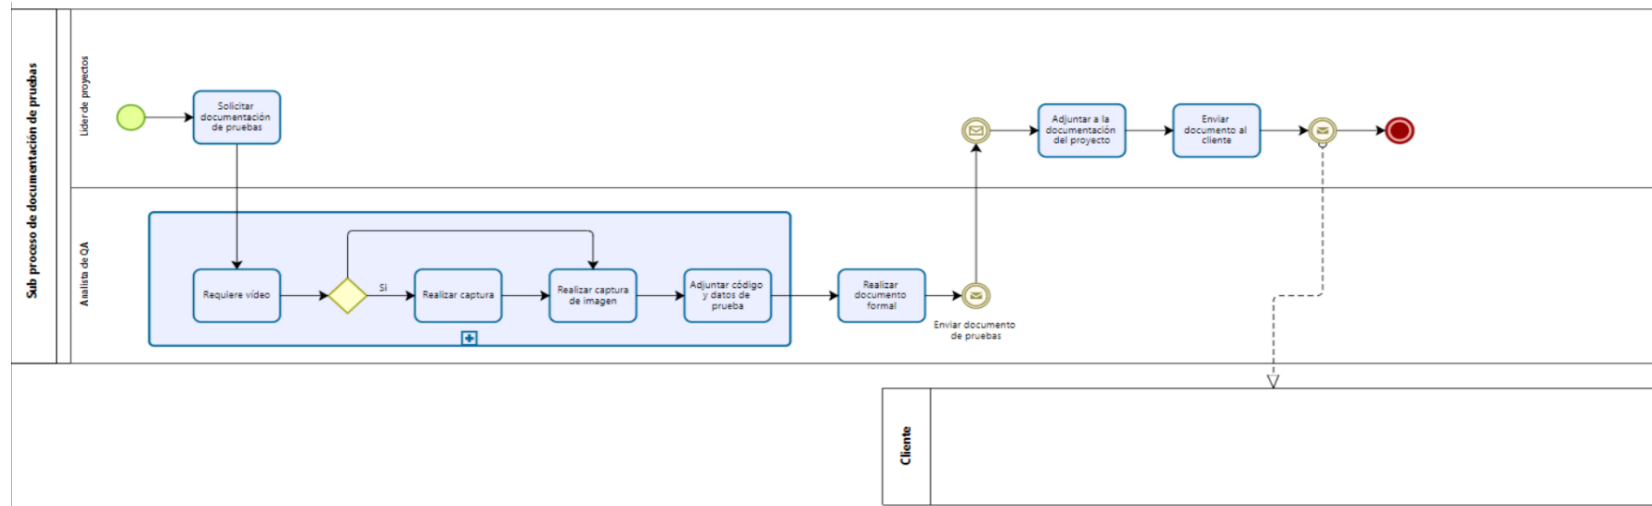 Sub proceso de documentación de pruebas
Lider de proyectos
Solicitar
documentación
de pruebas
Adjuntar a la
documentación
del proyecto
Enviar
documento al
cliente
Analista de QA
Requiere vídeo
Si
Realizar captura
Realizar captura
de imagen
Adjuntar código
y datos de
prueba
Realizar
documento
formal
Enviar documento
de pruebas
Cliente